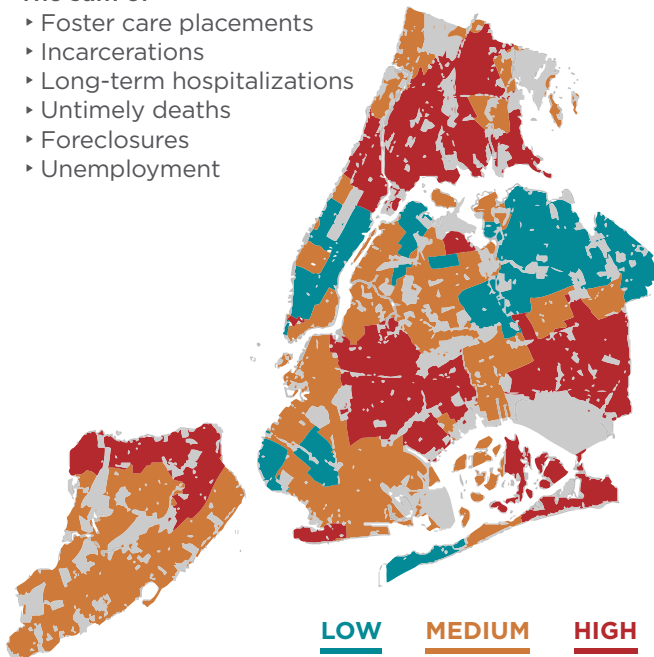 ‣ Foster care placements
‣ Incarcerations
‣ Long-term hospitalizations
‣ Untimely deaths
‣ Foreclosures
‣ Unemployment
LOW MEDIUM HIGH